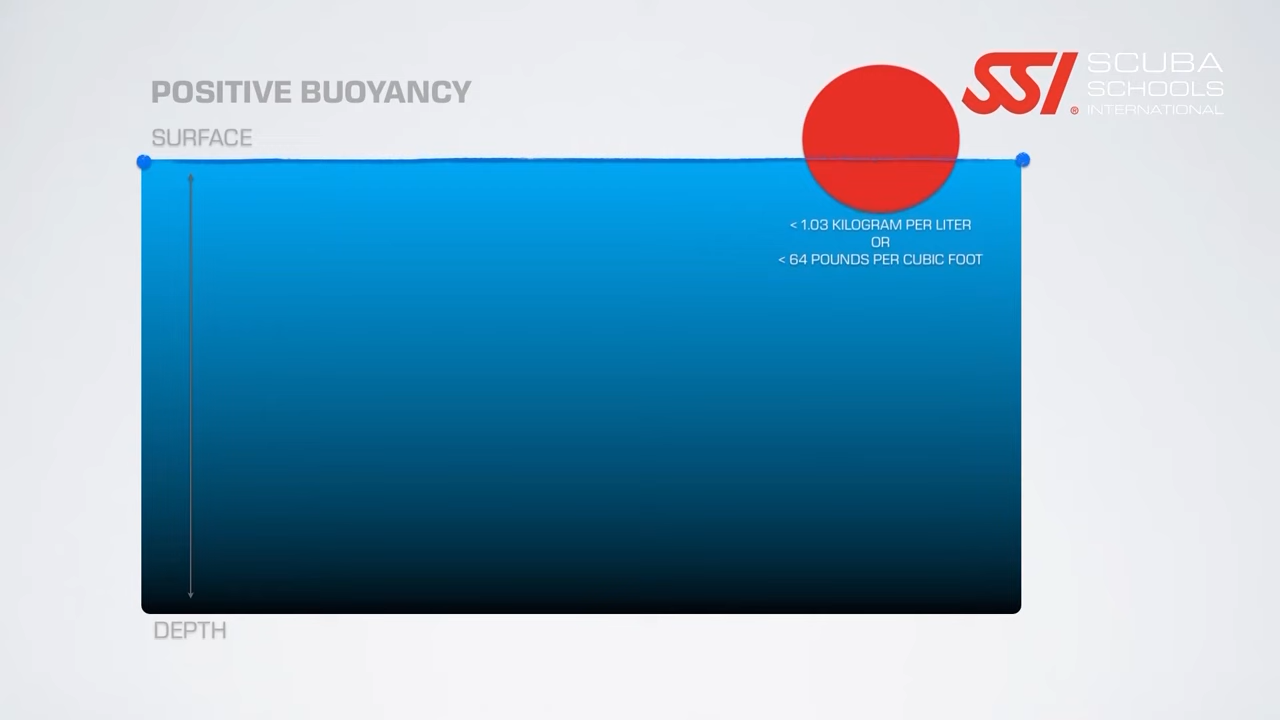 POSITIVE BUOYANCY
SURFACE
SSI®
SCUBA
SCHOOLS
INTERNATIONAL
< 1.03 KILOGRAM PER LITER
OR
< 64 POUNDS PER CUBIC FOOT
DEPTH